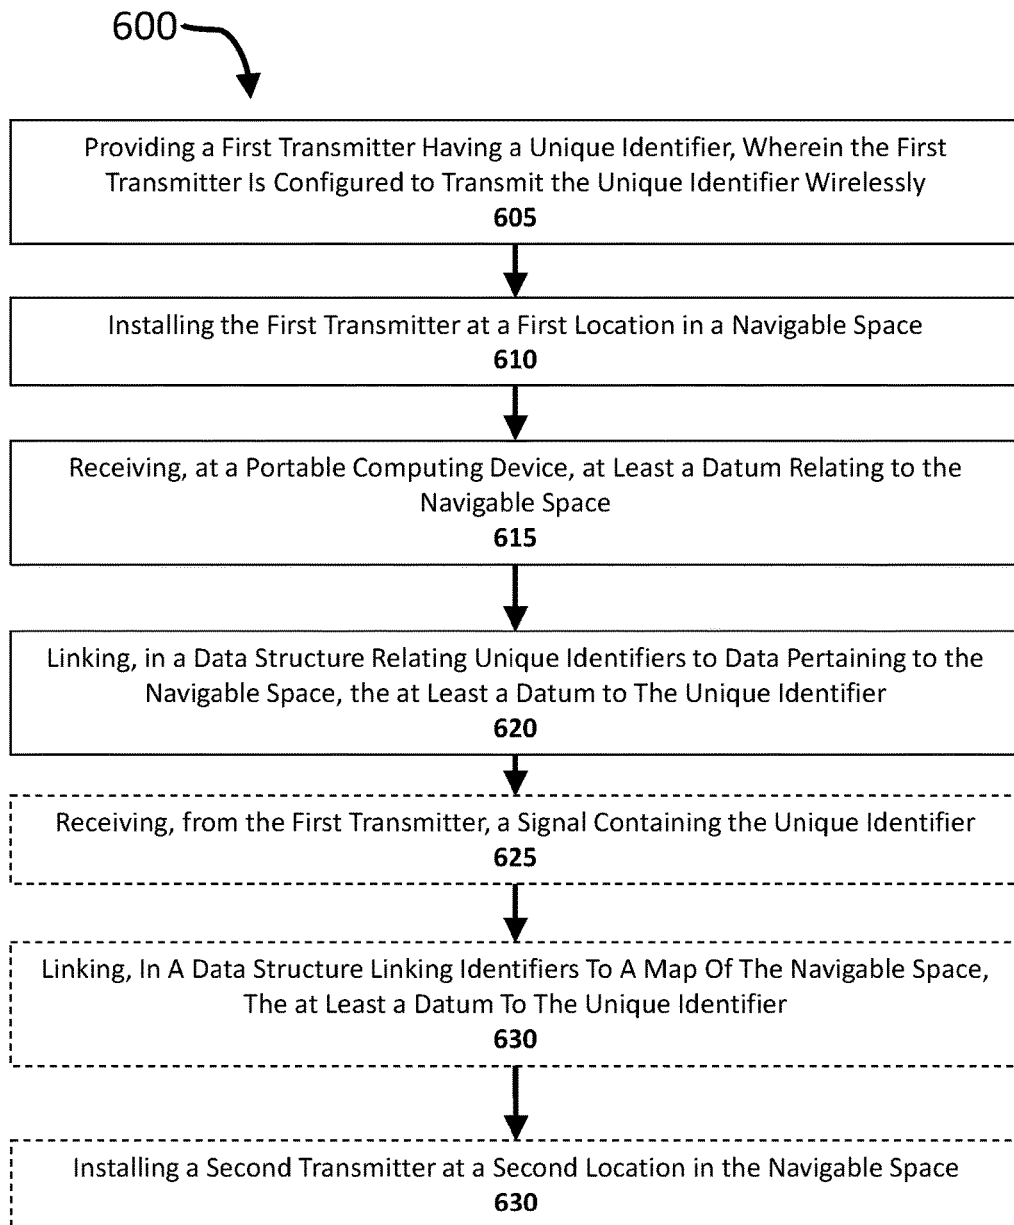 600
Providing a First Transmitter Having a Unique Identifier, Wherein the First
Transmitter Is Configured to Transmit the Unique Identifier Wirelessly
605
Installing the First Transmitter at a First Location in a Navigable Space
610
Receiving, at a Portable Computing Device, at Least a Datum Relating to the
Navigable Space
615
Linking, in a Data Structure Relating Unique Identifiers to Data Pertaining to the
Navigable Space, the at Least a Datum to The Unique Identifier
620
Receiving, from the First Transmitter, a Signal Containing the Unique Identifier
625
Linking, In A Data Structure Linking Identifiers To A Map Of The Navigable Space,
The at Least a Datum To The Unique Identifier
630
Installing a Second Transmitter at a Second Location in the Navigable Space
630